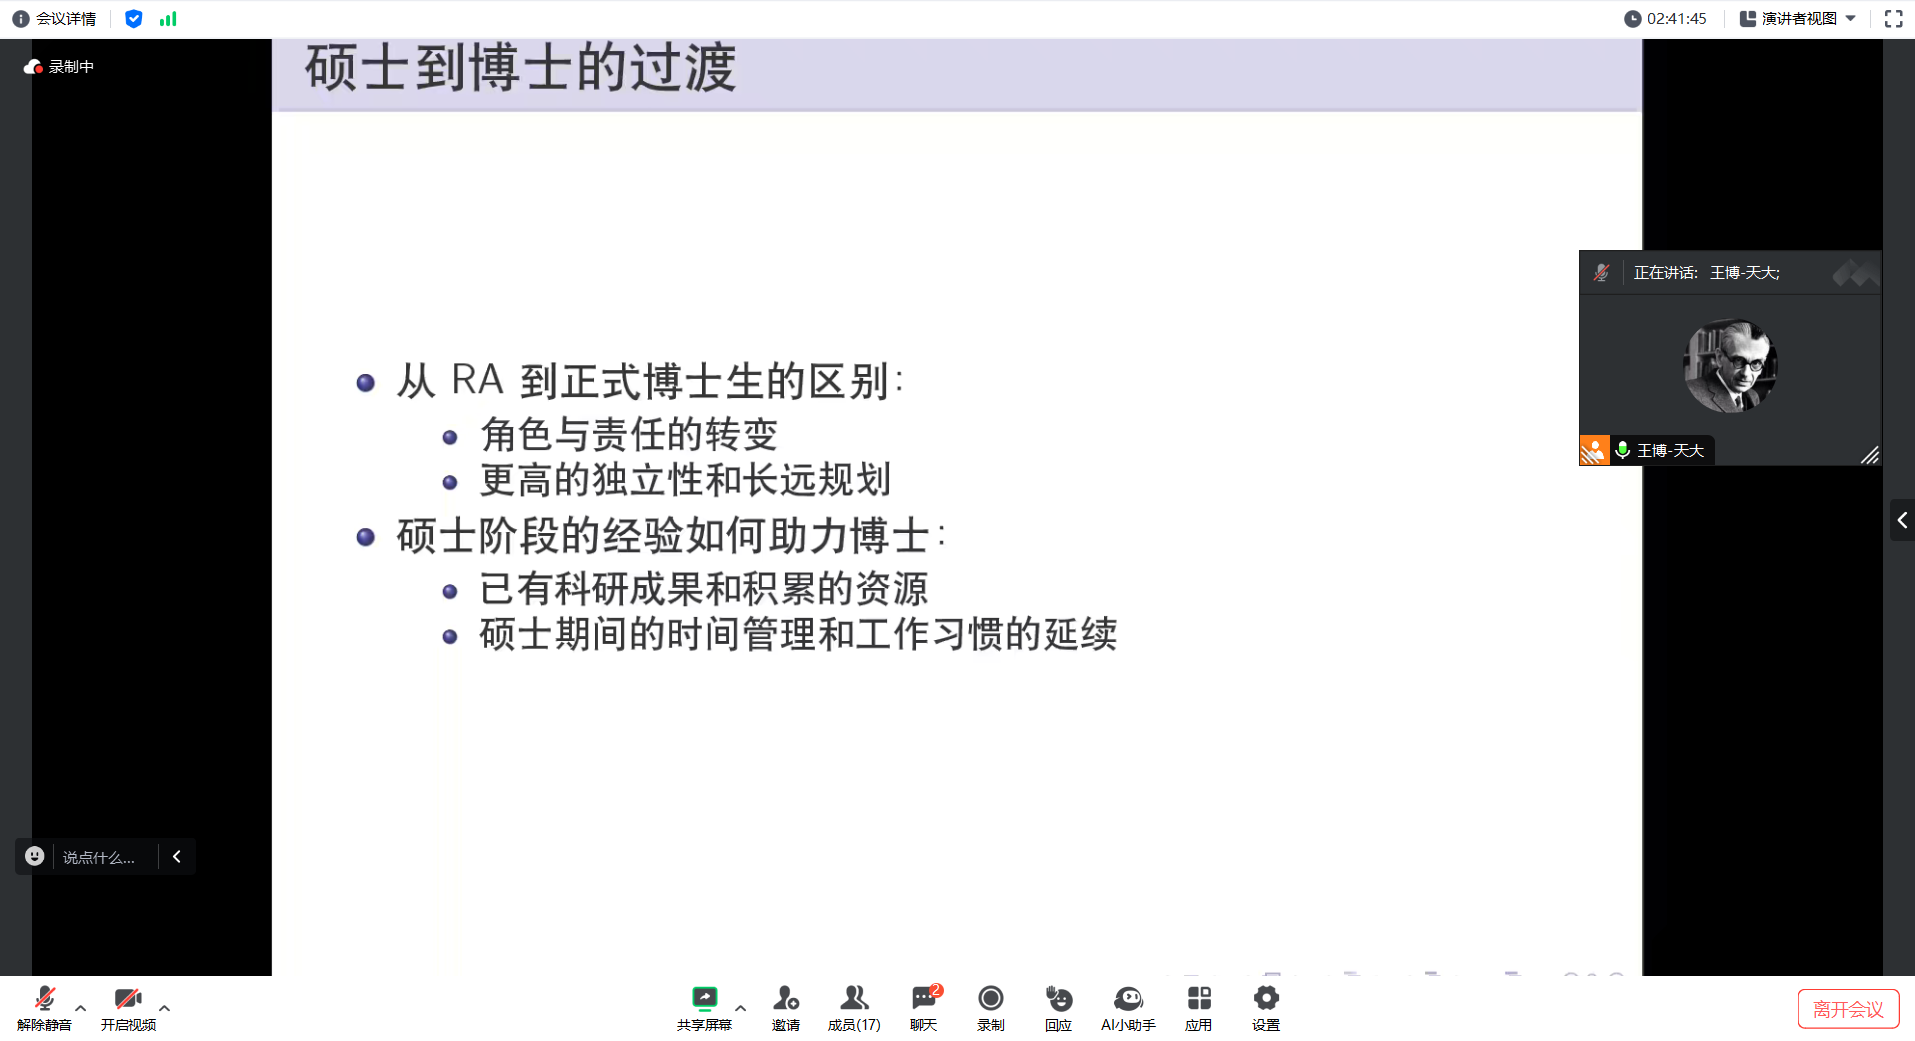 会议详情
02:41:45
演讲者视图
录制中
硕士到博士的过渡
正在讲话: 王博-天大;
王博-天大
从 RA 到正式博士生的区别:
角色与责任的转变
更高的独立性和长远规划
硕士阶段的经验如何助力博士:
已有科研成果和积累的资源
硕士期间的时间管理和工作习惯的延续
说点什么...
解除静音
开启视频
共享屏幕
邀请
成员(17)
2
聊天
录制
回应
AI小助手
应用
设置
离开会议